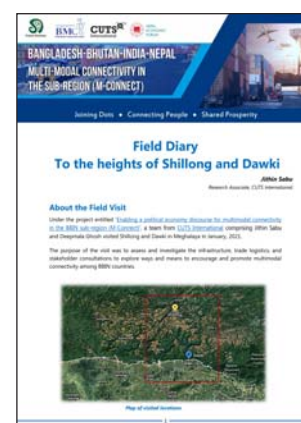 BMC CUTS
BANGLADESH-BHUTAN-INDIA-NEPAL
MULTI-MODAL CONNECTIVITY IN
THE SUB-REGION (M-CONNECT)
Joining Dots • Connecting People • Shared Prosperity
Field Diary
To the heights of Shillong and Dawki
Jithin Sabu
Research Associate, CUTS International
About the Field Visit
Under the project entitled 'Enabling a political economy discourse for multimodal connectivity
in the BBIN sub-region (M-Connect)', a team from CUTS International comprising Jithin Sabu
and Deepmala Ghosh visited Shillong and Dawki in Meghalaya in January, 2021.
The purpose of the visit was to assess and investigate the infrastructure, trade logistics, and
stakeholder consultations to explore ways and means to encourage and promote multimodal
connectivity among BBIN countries.
Map of visited locations